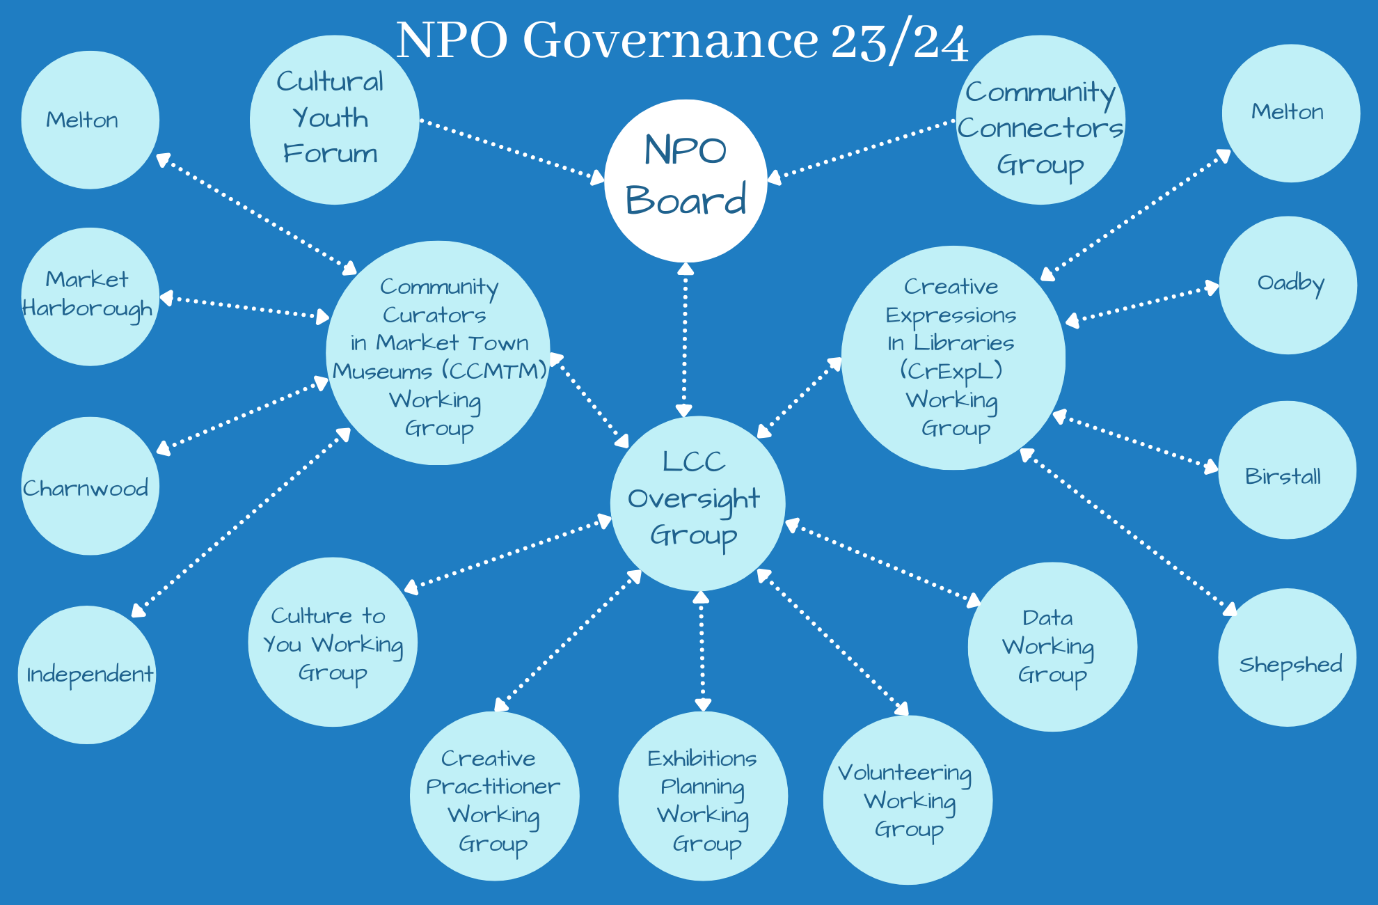 NPO Governance 23/24
Melton
Cultural
Youth
Forum
NPO
Board
Community
Connectors
Group
Melton
Market
Harborough
Community
Curators
in Market Town
Museums (CCMTM)
Working
Group
Creative
Expressions
In Libraries
(CrExpL)
Working
Group
Oadby
Charnwood
LCC
Oversight
Group
Birstall
Independent
Culture to
You Working
Group
Data
Working
Group
Shepshed
Creative
Practitioner
Working
Group
Exhibitions
Planning
Working
Group
Volunteering
Working
Group